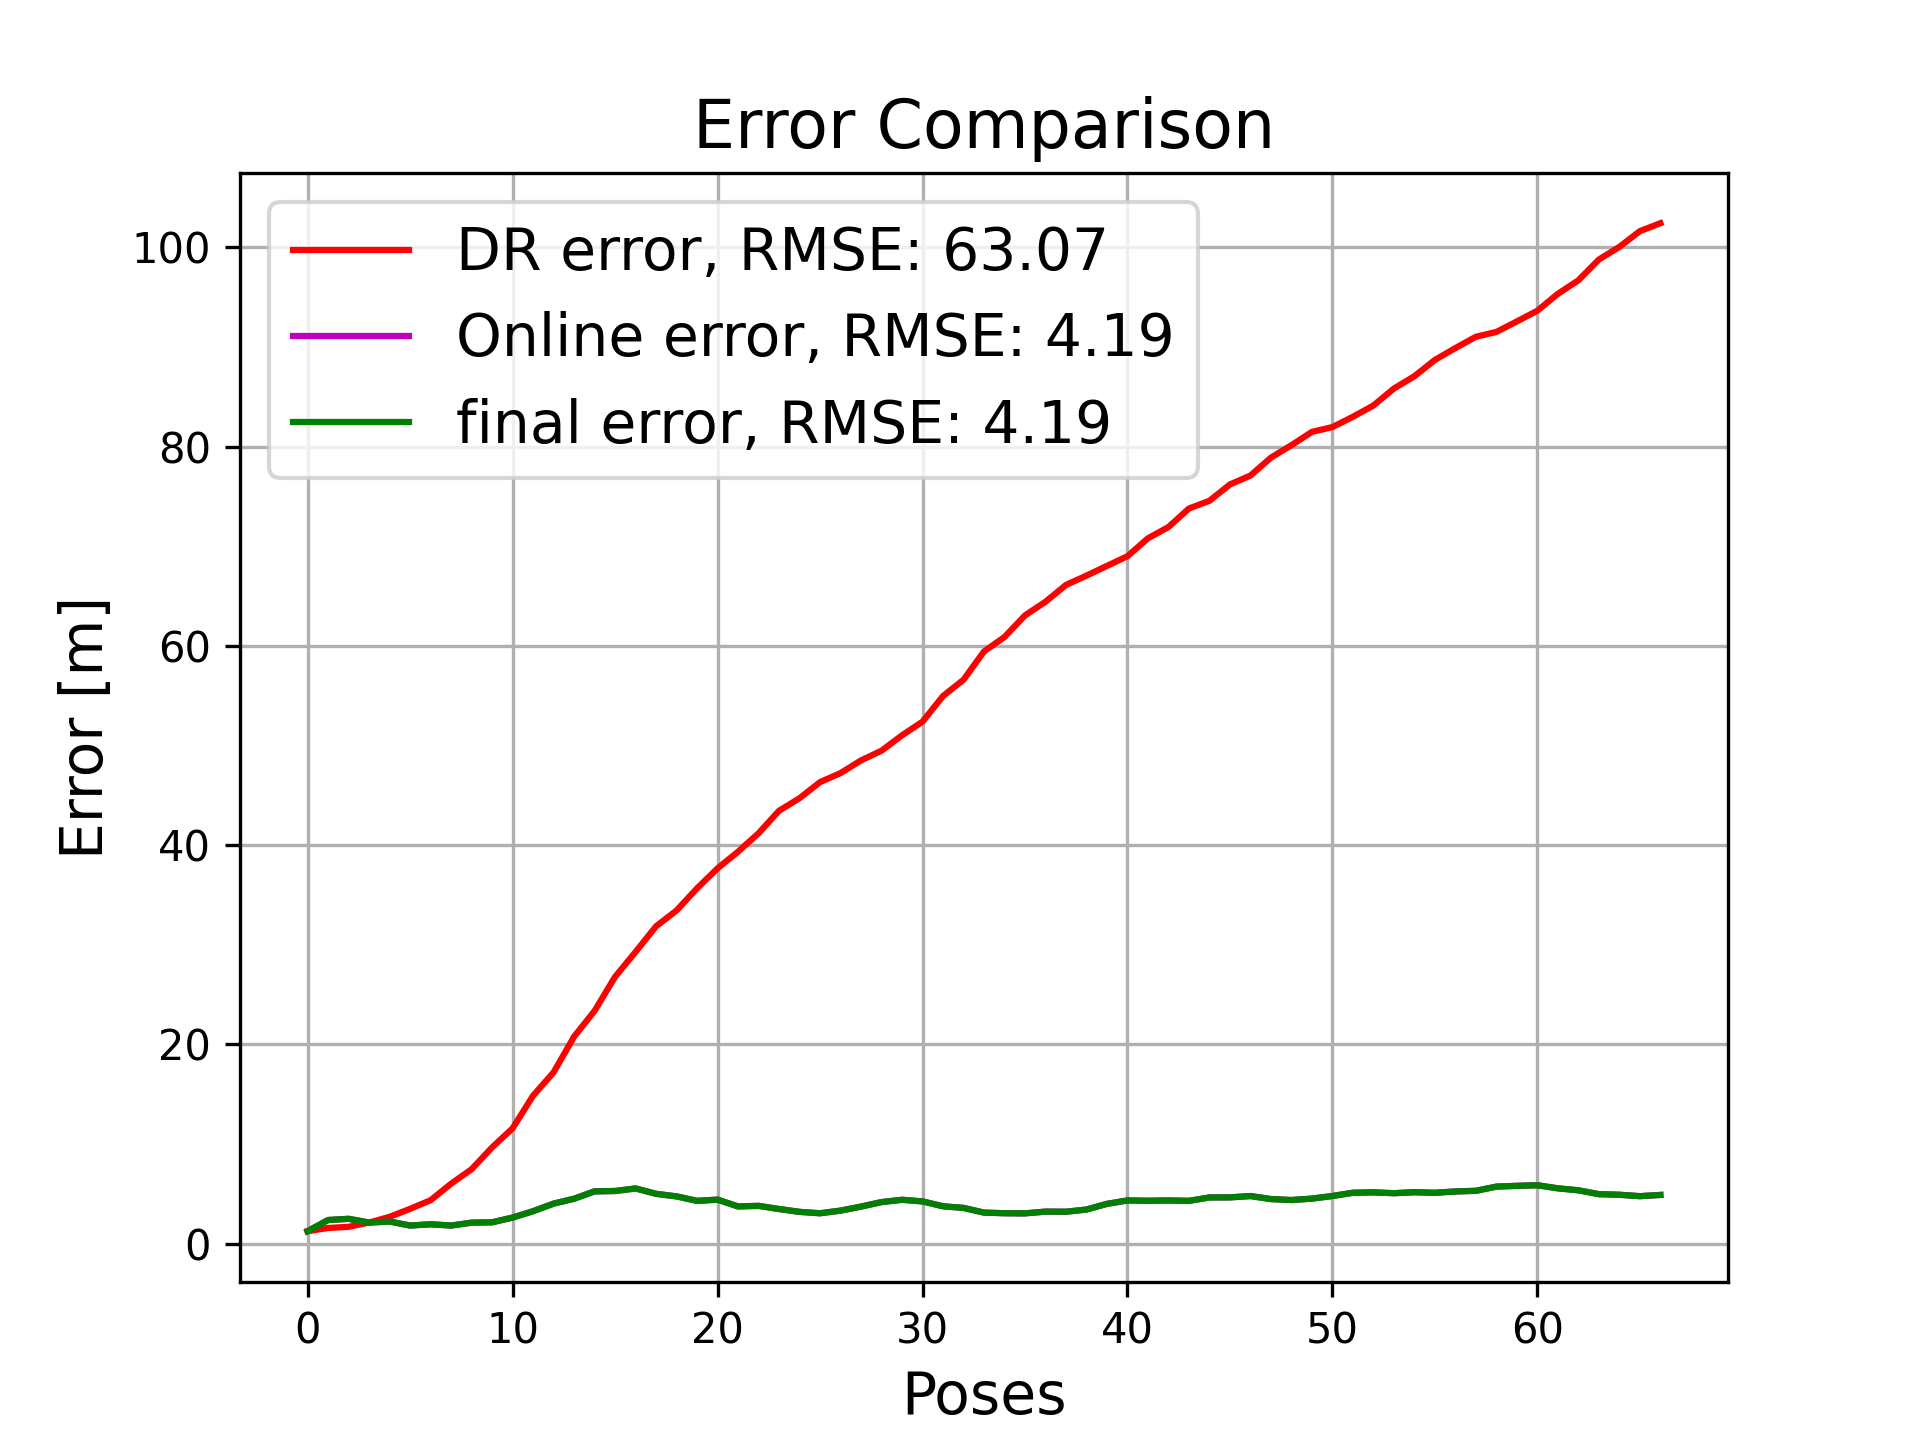 Error Comparison
DR error, RMSE: 63.07
Online error, RMSE: 4.19
final error, RMSE: 4.19
Error [m]
100
80
60
40
20
0
0 10 20 30 40 50 60
Poses